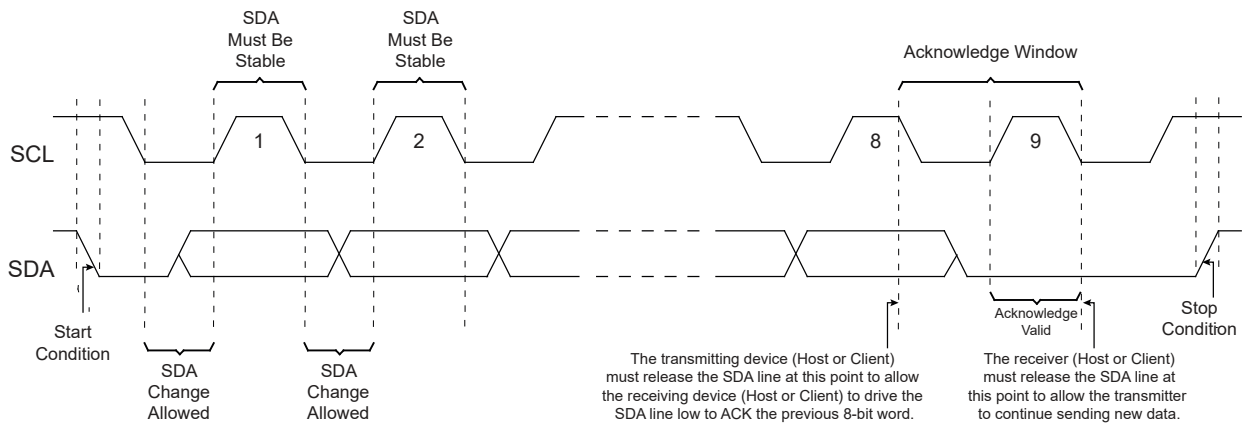 SDA
Must Be
Stable
SDA
Must Be
Stable
Acknowledge Window
SCL
1
2
8
9
SDA
Start
Condition
SDA
Change
Allowed
SDA
Change
Allowed
Acknowledge
Valid
Stop
Condition
The transmitting device (Host or Client)
must release the SDA line at this point to allow
the receiving device (Host or Client) to drive the
SDA line low to ACK the previous 8-bit word.
The receiver (Host or Client)
must release the SDA line at
this point to allow the transmitter
to continue sending new data.